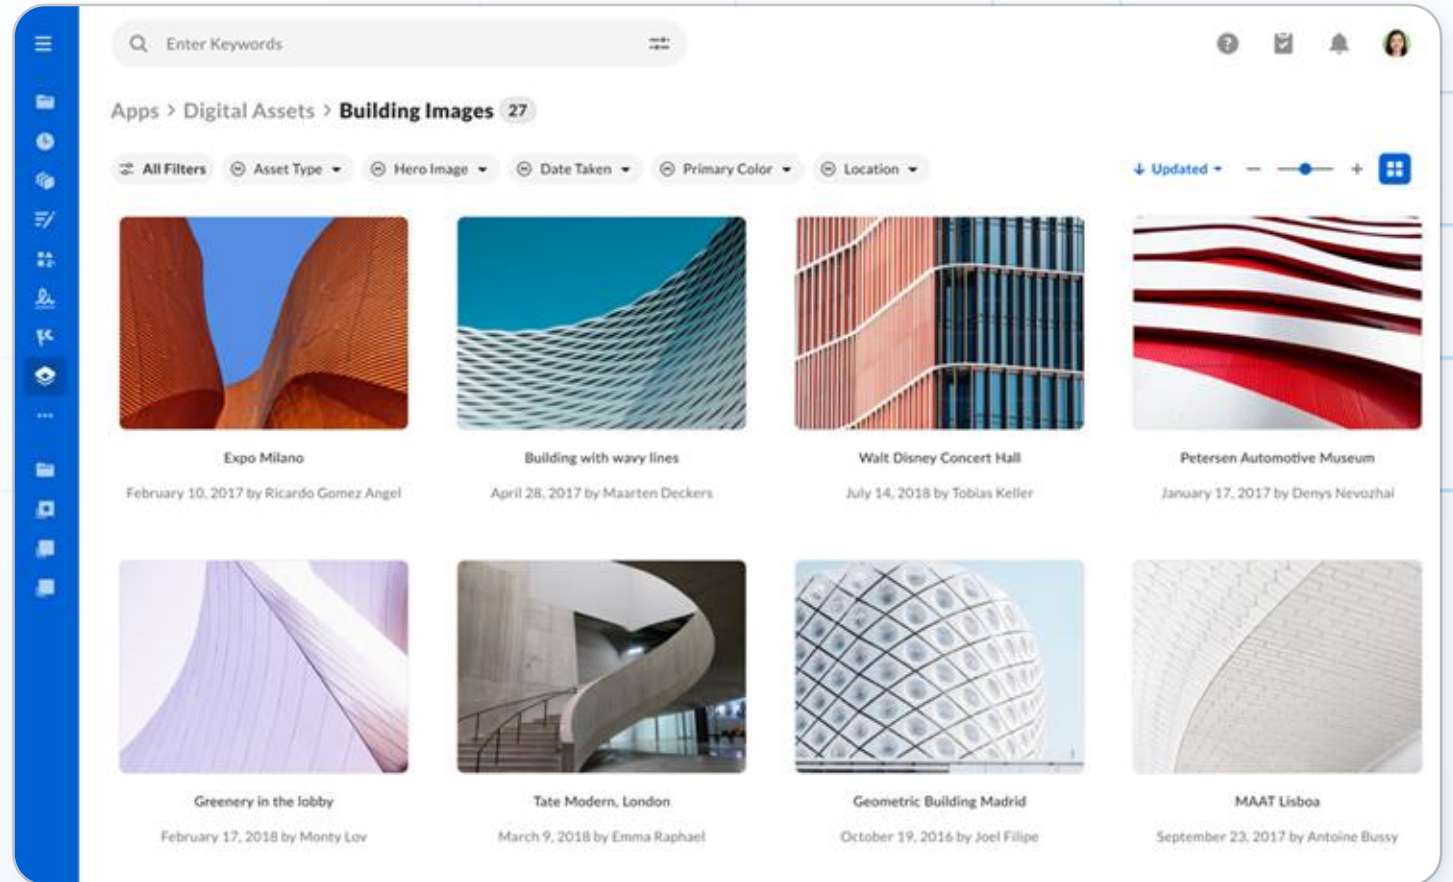 Enter Keywords
Apps > Digital Assets > Building Images 27
All Filters Asset Type Hero Image Date Taken Primary Color Location Updated
Expo Milano
February 10, 2017 by Ricardo Gomez Angel
Building with wavy lines
April 28, 2017 by Maarten Deckers
Walt Disney Concert Hall
July 14, 2018 by Tobias Keller
Petersen Automotive Museum
January 17, 2017 by Denys Nevozhai
Greenery in the lobby
February 17, 2018 by Monty Lov
Tate Modern, London
March 9, 2018 by Emma Raphael
Geometric Building Madrid
October 19, 2016 by Joel Filipe
MAAT Lisboa
September 23, 2017 by Antoine Bussy